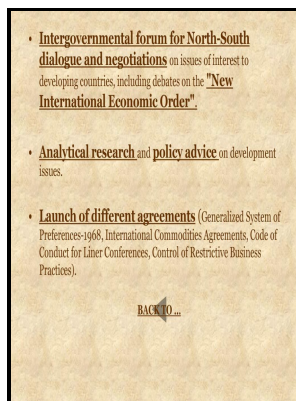 • Intergovernmental forum for North-South
dialogue and negotiations on issues of interest to
developing countries, including debates on the "New
International Economic Order".
• Analytical research and policy advice on development
issues.
• Launch of different agreements (Generalized System of
Preferences-1968, International Commodities Agreements, Code of
Conduct for Liner Conferences, Control of Restrictive Business
Practices).
BACK TO ...